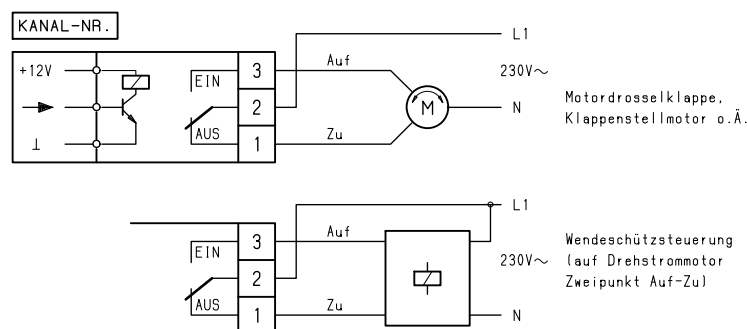 KANAL-NR.
L1
+12V
EIN
3
Auf
230V~
2
M
N
Motordrosselklappe,
Klappenstellmotor o.Ä.
⊥
AUS
1
Zu
L1
EIN
3
Auf
Wendeschützsteuerung
2
230V~
(auf Drehstrommotor
Zweipunkt Auf-Zu)
AUS
1
Zu
N